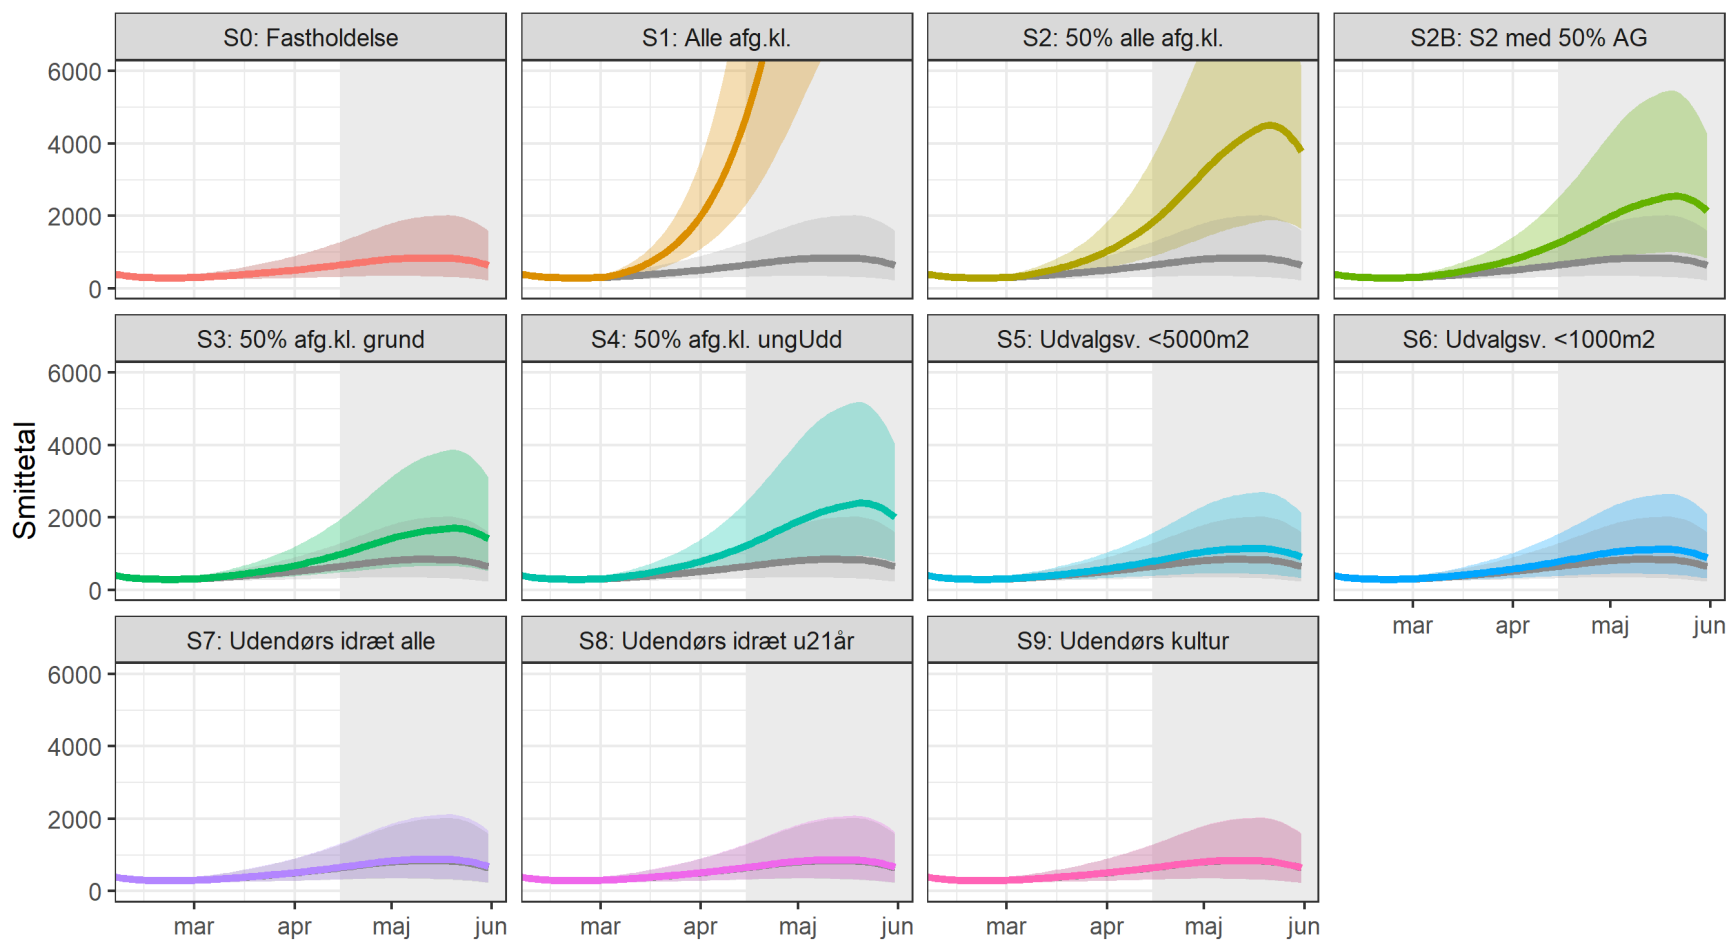 S0: Fastholdelse
S1: Alle afg.kl.
S2: 50% alle afg.kl.
S2B: S2 med 50% AG
6000
4000
2000
0
S3: 50% afg.kl. grund
S4: 50% afg.kl. ungUdd
S5: Udvalgsv. <5000m2
S6: Udvalgsv. <1000m2
Smittetal
6000
4000
2000
0
mar apr maj jun
S7: Udendørs idræt alle
S8: Udendørs idræt u21år
S9: Udendørs kultur
6000
4000
2000
0
mar apr maj jun
mar apr maj jun
mar apr maj jun